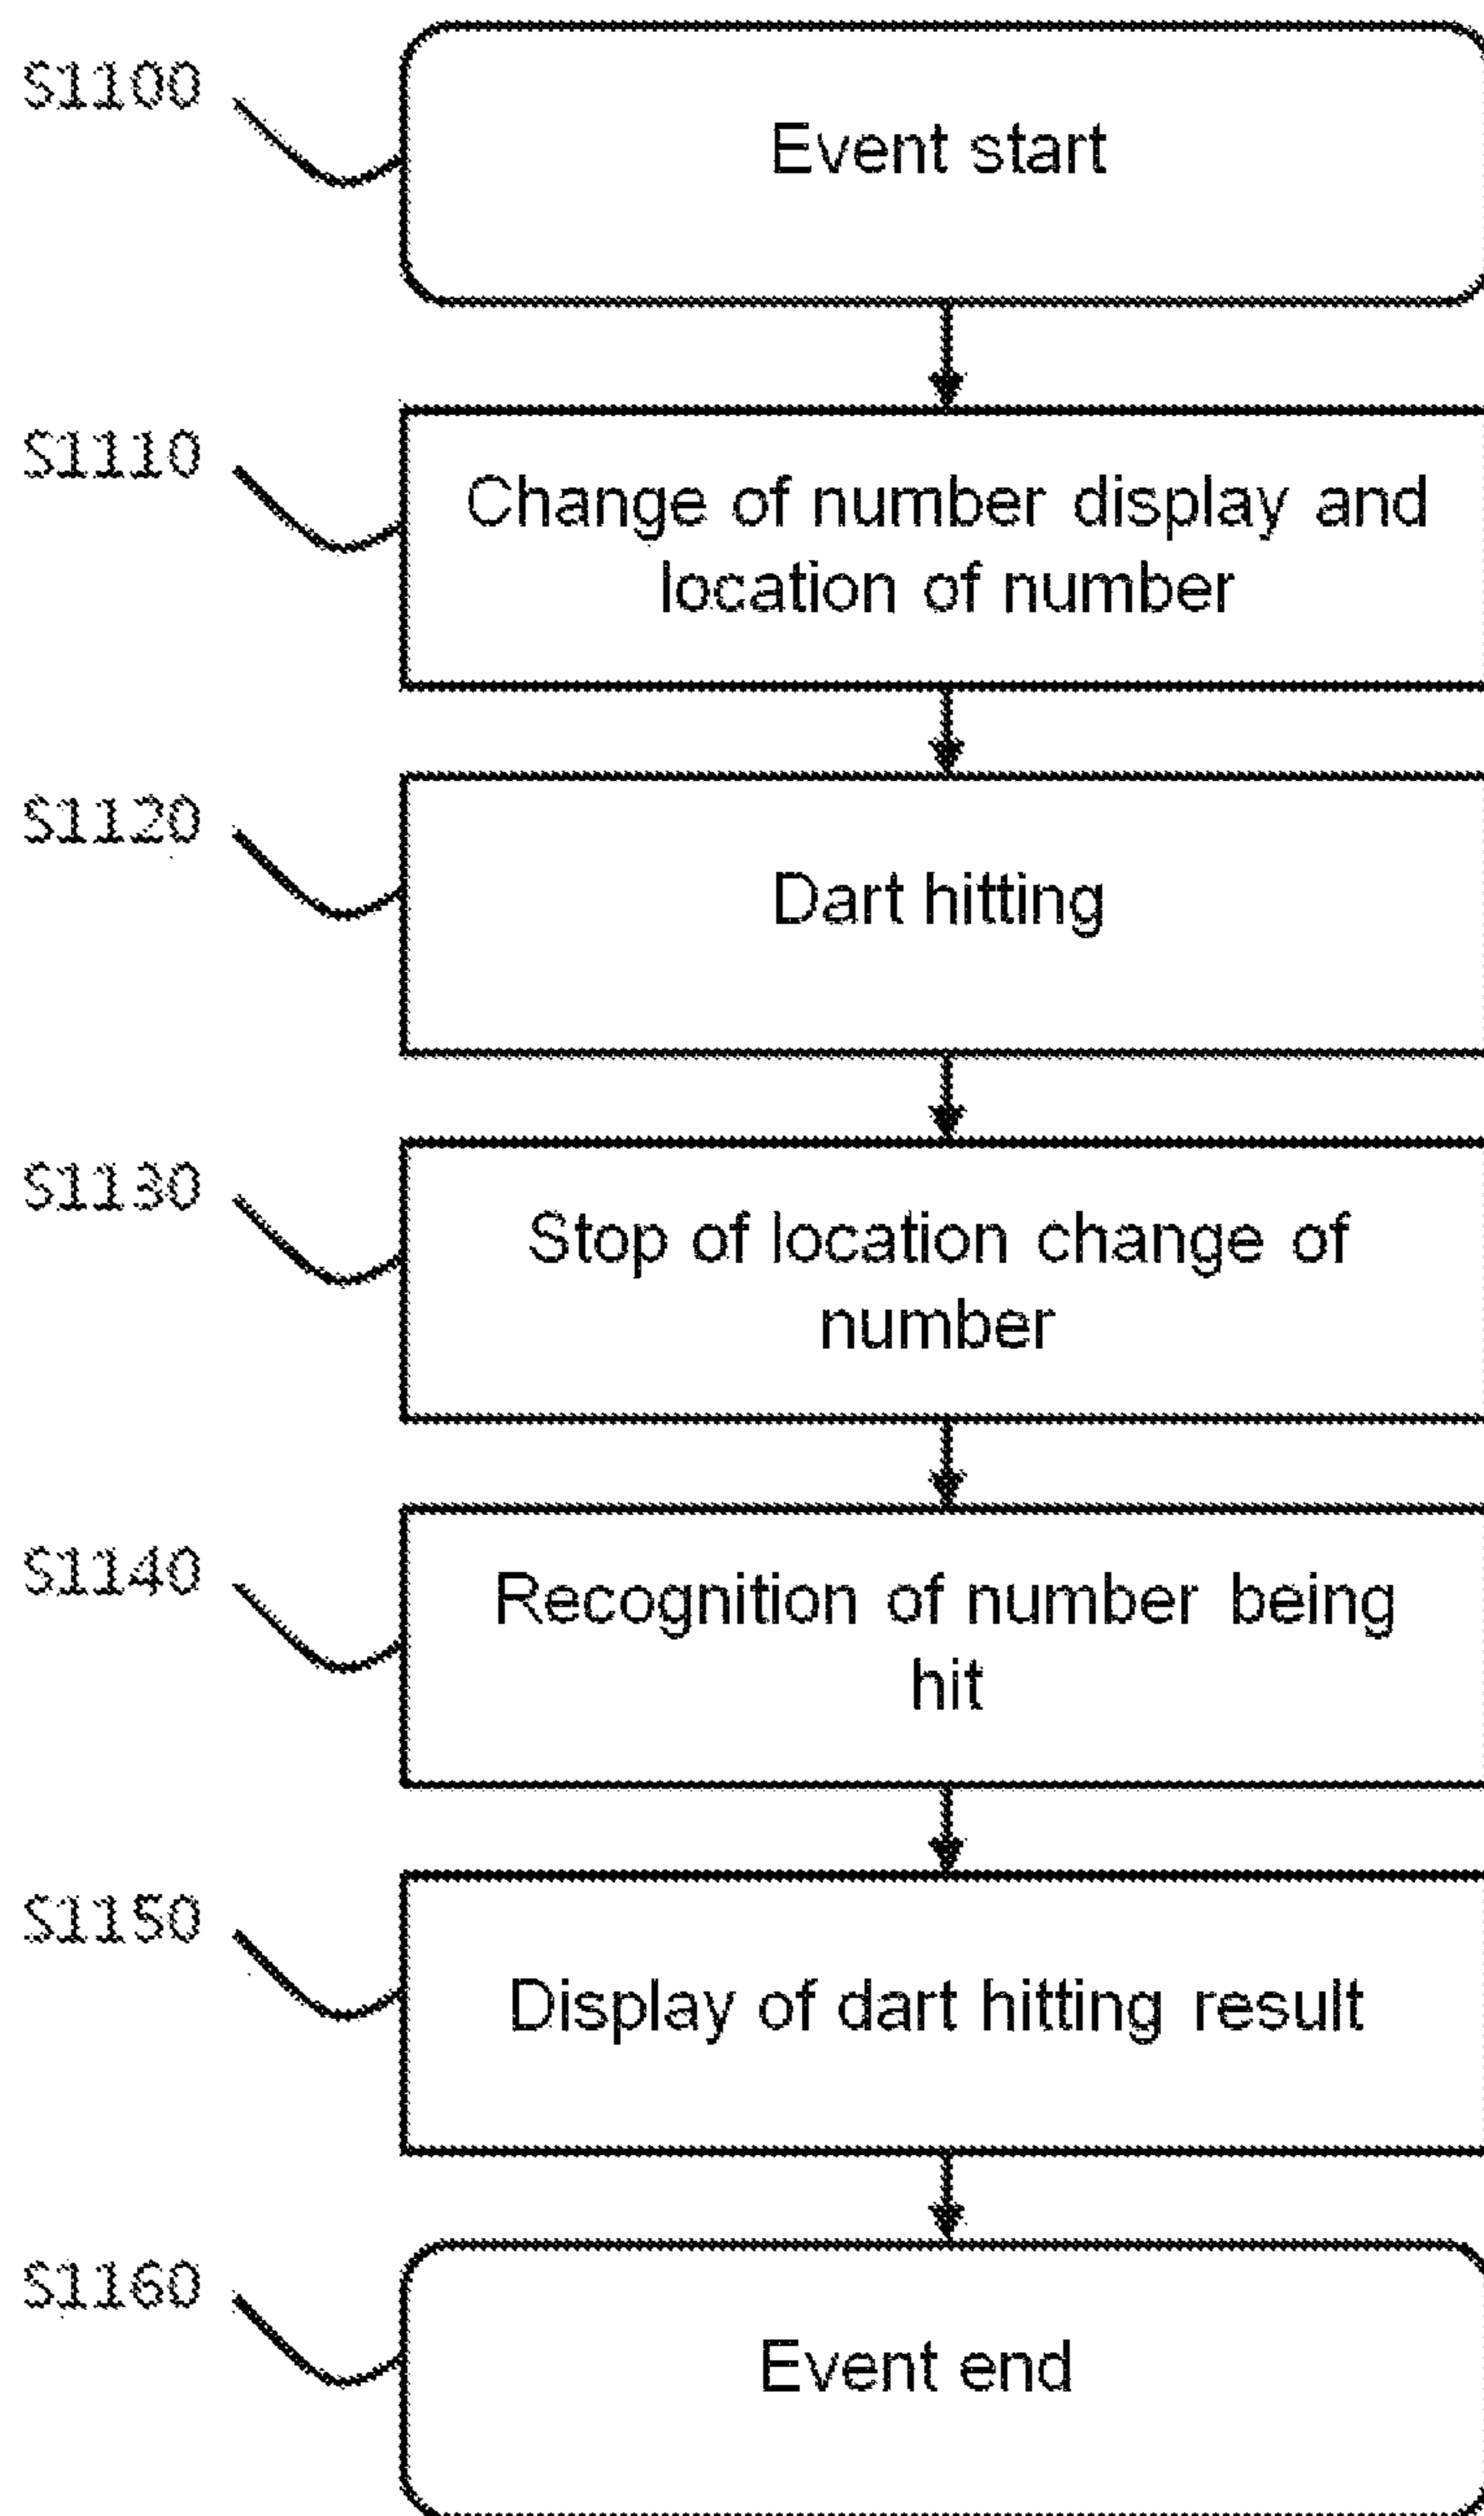 S1100
Event start
S1110
Change of number display and
location of number
S1120
Dart hitting
S1130
Stop of location change of
number
S1140
Recognition of number being
hit
S1150
Display of dart hitting result
S1160
Event end